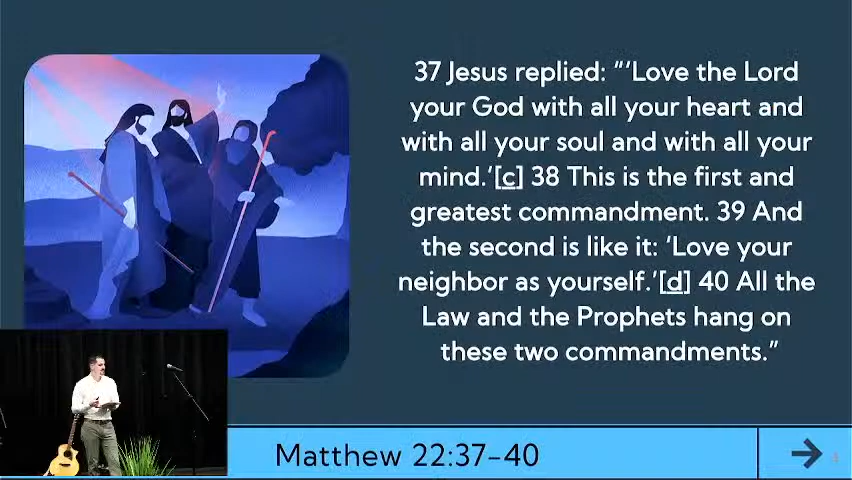 37 Jesus replied: “‘Love the Lord
your God with all your heart and
with all your soul and with all your
mind.’[c] 38 This is the first and
greatest commandment. 39 And
the second is like it: ‘Love your
neighbor as yourself.’[d] 40 All the
Law and the Prophets hang on
these two commandments.”
Matthew 22:37-40
4